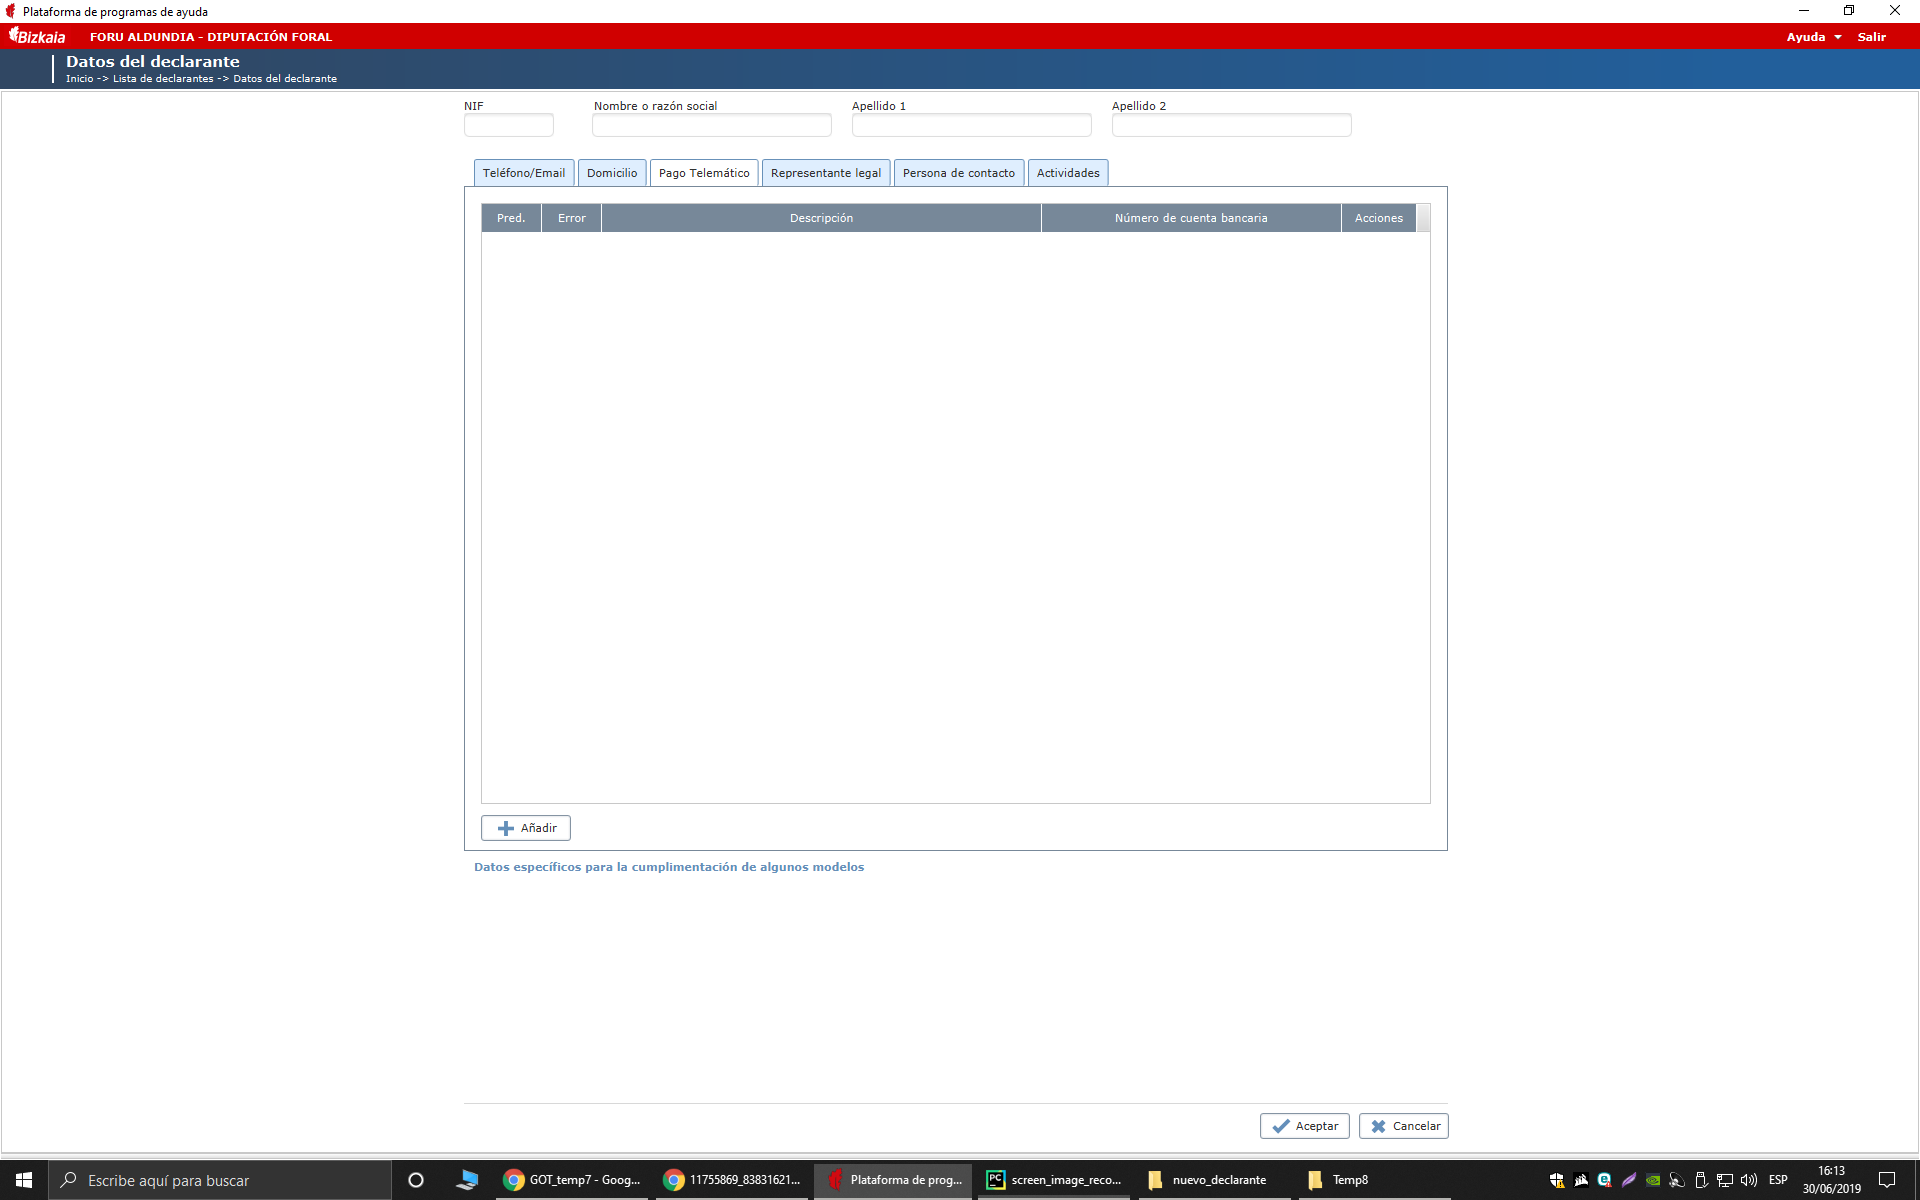 Plataforma de programas de ayuda
Bizkaia FORU ALDUNDIA - DIPUTACIÓN FORAL Ayuda Salir
Datos del declarante
Inicio -> Lista de declarantes -> Datos del declarante
NIF Nombre o razón social Apellido 1 Apellido 2
Teléfono/Email Domicilio Pago Telemático Representante legal Persona de contacto Actividades
Pred. Error Descripción Número de cuenta bancaria Acciones
Añadir
Datos específicos para la cumplimentación de algunos modelos
Aceptar Cancelar
Escribe aquí para buscar GOT_temp7 - Goog... 11755869_83831621... Plataforma de prog... PC screen_image_reco... nuevo_declarante Temp8 ESP 16:13
30/06/2019